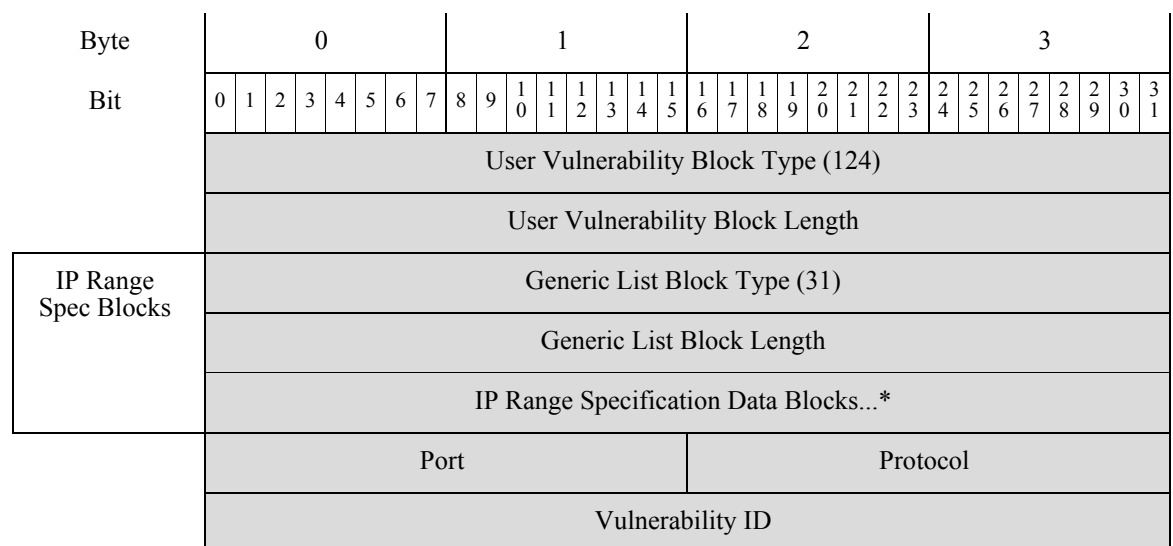 Byte 0 1 2 3
Bit 0 1 2 3 4 5 6 7 8 9 10 11 12 13 14 15 16 17 18 19 20 21 22 23 24 25 26 27 28 29 30 31
User Vulnerability Block Type (124)
User Vulnerability Block Length
IP Range
Spec Blocks
Generic List Block Type (31)
Generic List Block Length
IP Range Specification Data Blocks...*
Port Protocol
Vulnerability ID